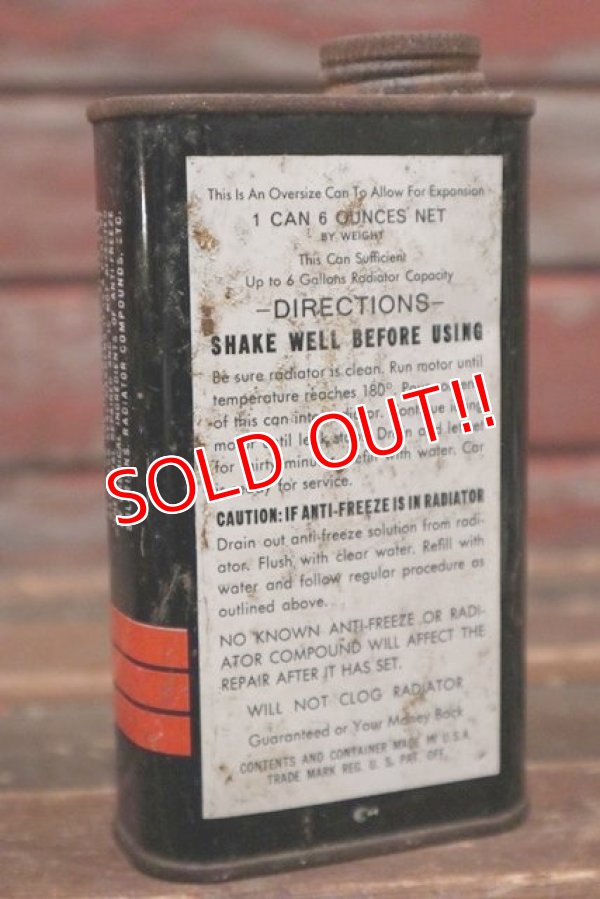 This Is An Oversize Can To Allow For Expansion
1 CAN 6 OUNCES NET
BY WEIGHT
This Can Sufficient
Up to 6 Gallons Radiator Capacity
-DIRECTIONS-
SHAKE WELL BEFORE USING
Be sure radiator is clean. Run motor until
temperature reaches 180°.
of this can into
for thirty with water. Car
for service.
SOLD OUT!!
CAUTION: IF ANTI-FREEZE IS IN RADIATOR
Drain out anti-freeze solution from radi-
ator. Flush with clear water. Refill with
water and follow regular procedure as
outlined above.
NO KNOWN ANTI-FREEZE OR RADI-
ATOR COMPOUND WILL AFFECT THE
REPAIR AFTER IT HAS SET.
WILL NOT CLOG RADIATOR
Guaranteed or Your Money Back
CONTENTS AND CONTAINER MADE IN U.S.A.
TRADE MARK REG. U. S. PAT. OFF.
RADIATOR COMPOUNDS, ETC.